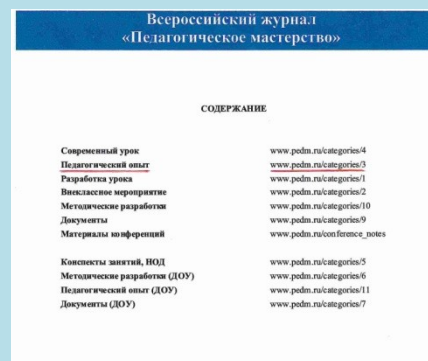 Всероссийский журнал
«Педагогическое мастерство»
СОДЕРЖАНИЕ
Современный урок www.pedm.ru/categories/4
Педагогический опыт www.pedm.ru/categories/3
Разработка урока www.pedm.ru/categories/1
Внеклассное мероприятие www.pedm.ru/categories/2
Методические разработки www.pedm.ru/categories/10
Документы www.pedm.ru/categories/9
Материалы конференций www.pedm.ru/conference_notes
Конспекты занятий, НОД www.pedm.ru/categories/5
Методические разработки (ДОУ) www.pedm.ru/categories/6
Педагогический опыт (ДОУ) www.pedm.ru/categories/11
Документы (ДОУ) www.pedm.ru/categories/7